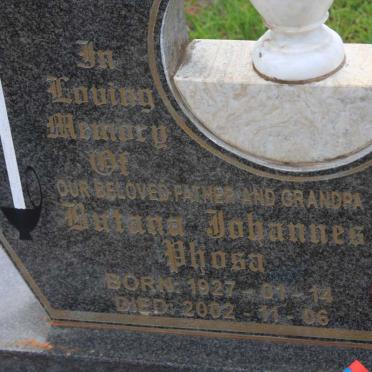 In
Loving
Memory
Of
OUR BELOVED FATHER AND GRANDPA
Butana Johannes
Phosa
BORN: 1927 - 01 - 14
DIED: 2002 - 11 - 06